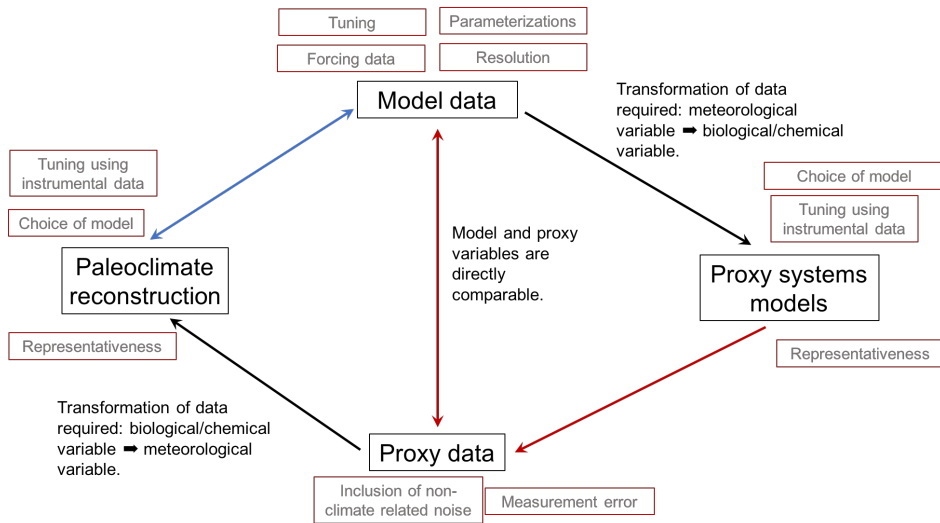 Tuning
Parameterizations
Forcing data
Resolution
Model data
Transformation of data
required: meteorological
variable ➡ biological/chemical
variable.
Tuning using
instrumental data
Choice of model
Choice of model
Tuning using
instrumental data
Paleoclimate
reconstruction
Model and proxy
variables are
directly
comparable.
Proxy systems
models
Representativeness
Representativeness
Transformation of data
required: biological/chemical
variable ➡ meteorological
variable.
Proxy data
Inclusion of non-
climate related noise
Measurement error